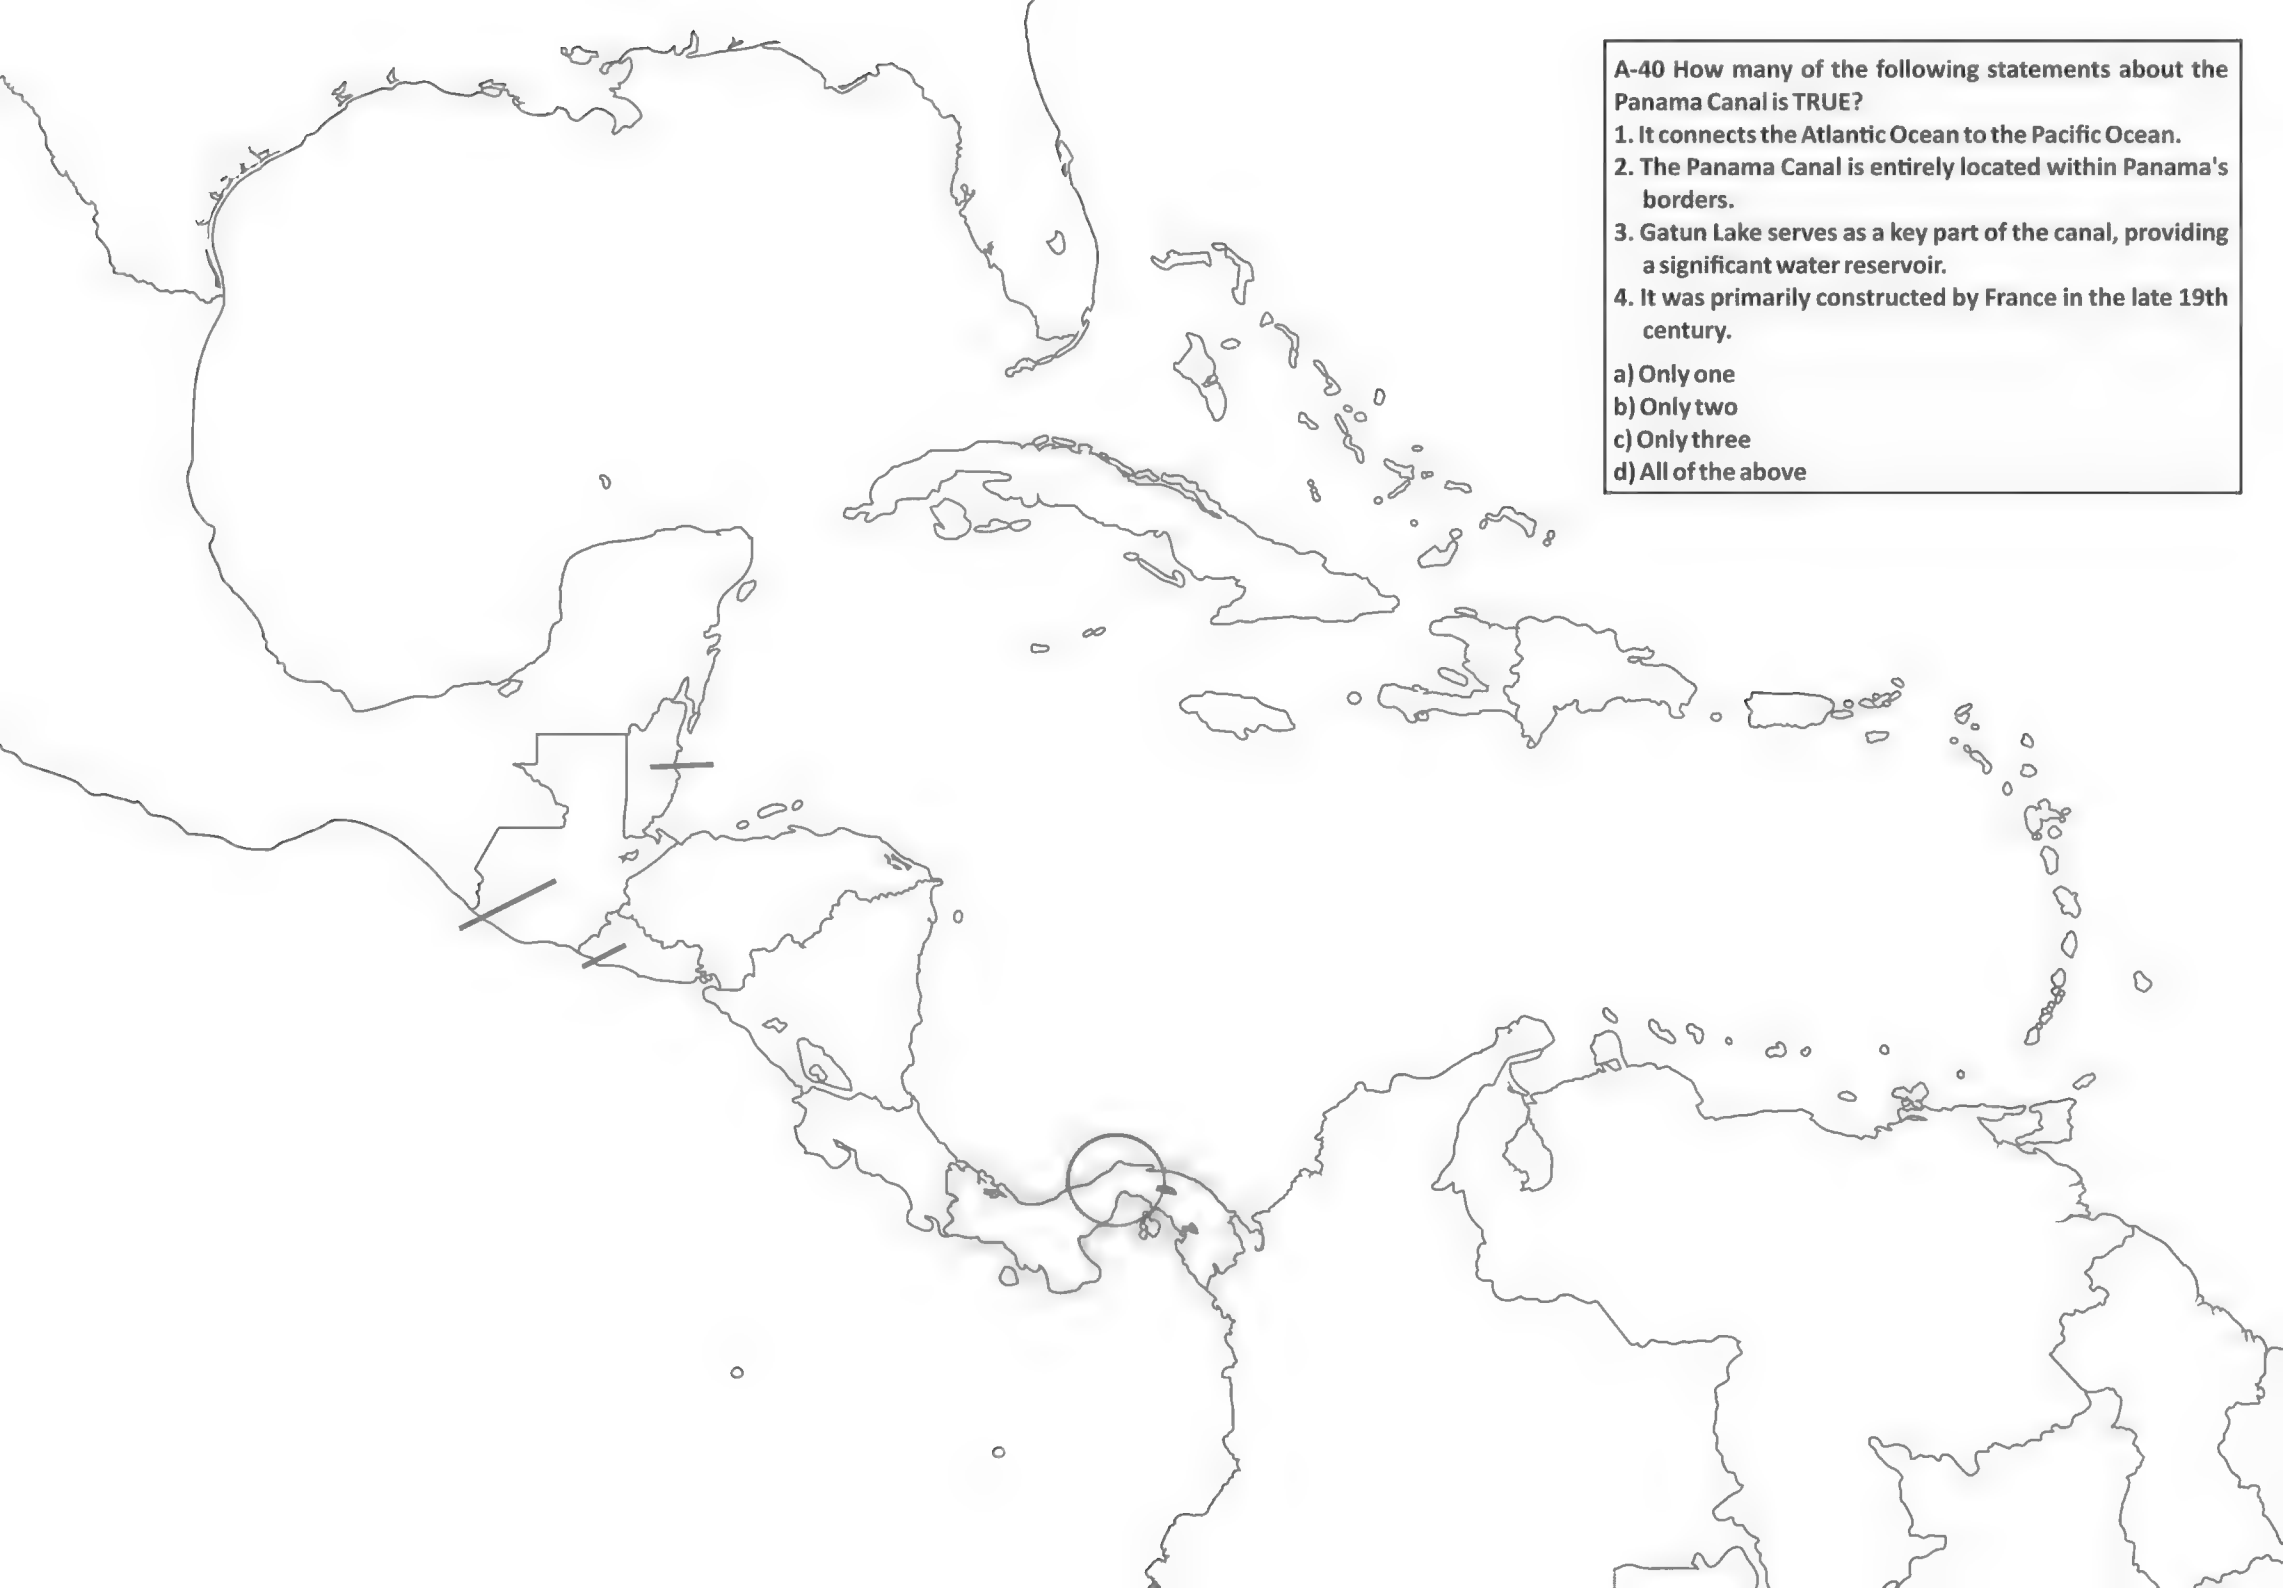 A-40 How many of the following statements about the
Panama Canal is TRUE?
1. It connects the Atlantic Ocean to the Pacific Ocean.
2. The Panama Canal is entirely located within Panama's
borders.
3. Gatun Lake serves as a key part of the canal, providing
a significant water reservoir.
4. It was primarily constructed by France in the late 19th
century.
a) Only one
b) Only two
c) Only three
d) All of the above